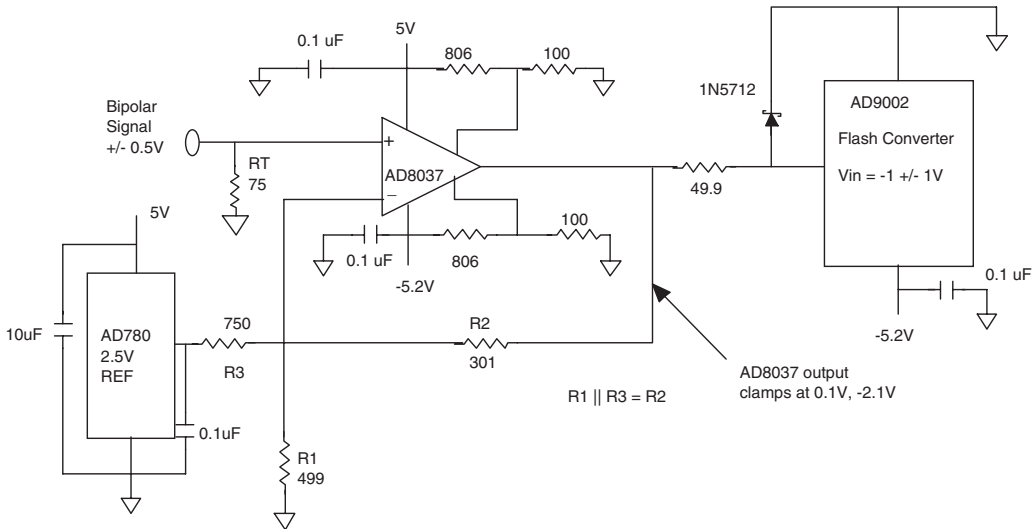 0.1 uF
5V
806
100
Bipolar
Signal
+/- 0.5V
RT
75
+
AD8037
−
1N5712
AD9002
Flash Converter
Vin = -1 +/- 1V
49.9
0.1 uF
806
100
-5.2V
0.1 uF
-5.2V
5V
10uF
AD780
2.5V
REF
0.1uF
750
R3
R2
301
R1 || R3 = R2
AD8037 output
clamps at 0.1V, -2.1V
R1
499